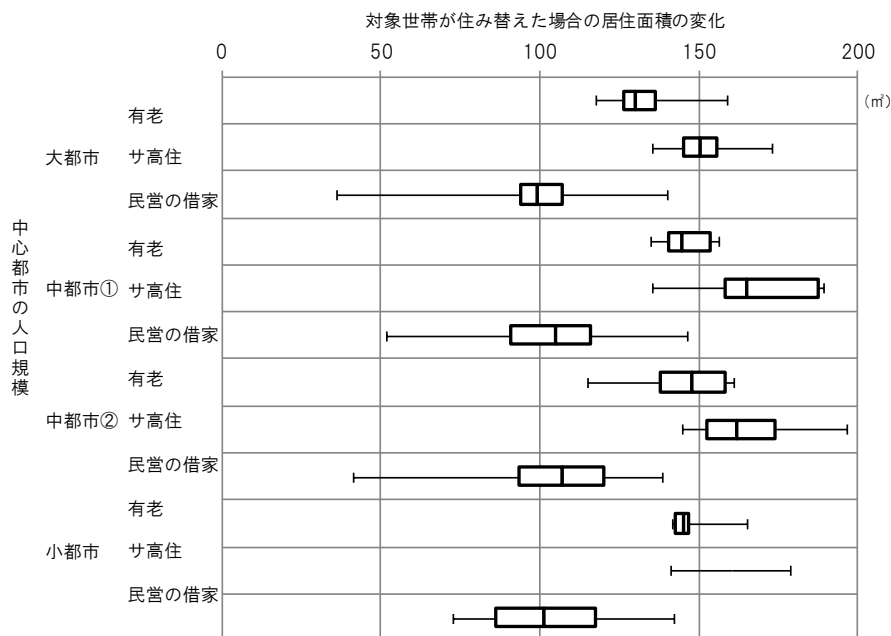 対象世帯が住み替えた場合の居住面積の変化
0 50 100 150 200
(㎡)
中心都市の人口規模
大都市
有老
サ高住
民営の借家
中都市①
有老
サ高住
民営の借家
中都市②
有老
サ高住
民営の借家
小都市
有老
サ高住
民営の借家